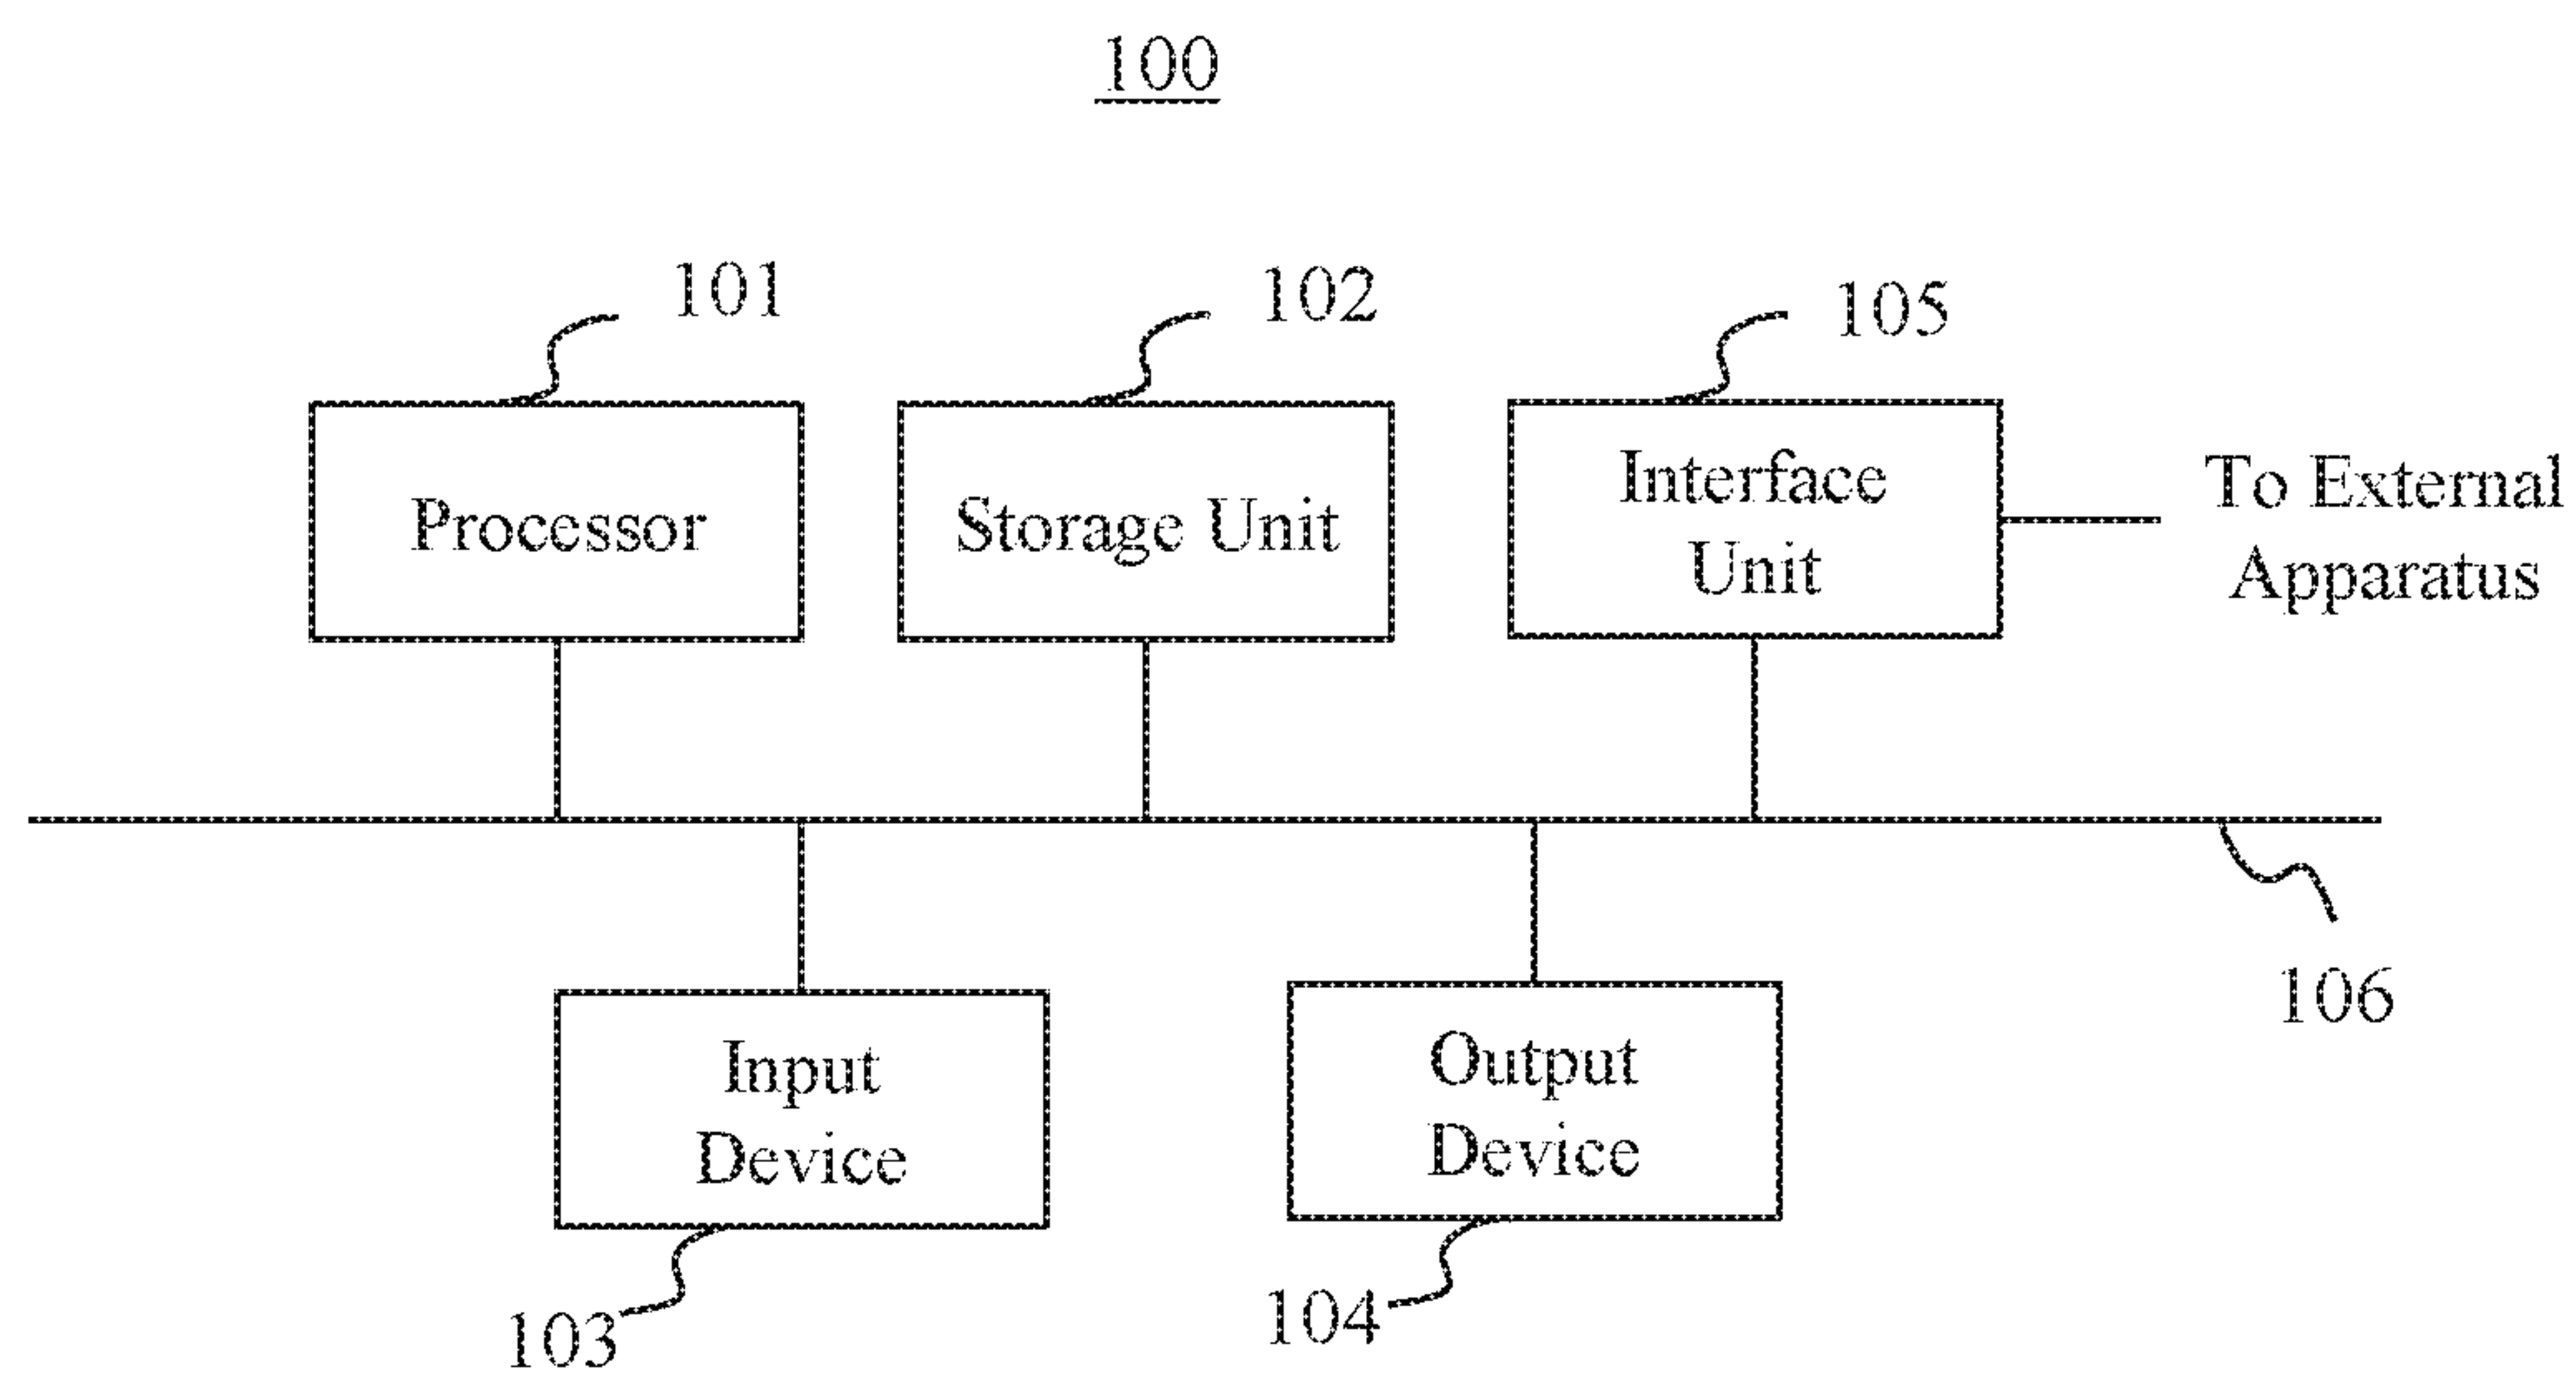 100
101
102
105
Processor
Storage Unit
Interface
Unit
To External
Apparatus
106
Input
Device
Output
Device
103
104